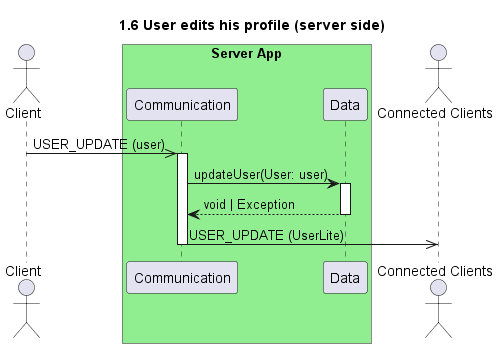 1.6 User edits his profile (server side)
Server App
Client
Communication
Data
Connected Clients
USER_UPDATE (user)
updateUser(User: user)
void | Exception
USER_UPDATE (UserLite)
Client
Communication
Data
Connected Clients